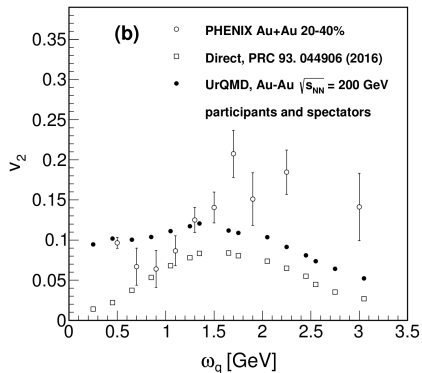 (b)
PHENIX Au+Au 20-40%
Direct, PRC 93. 044906 (2016)
UrQMD, Au-Au √s_NN = 200 GeV
participants and spectators
v₂
0.35
0.3
0.25
0.2
0.15
0.1
0.05
0
0 0.5 1 1.5 2 2.5 3 3.5
ω_q [GeV]